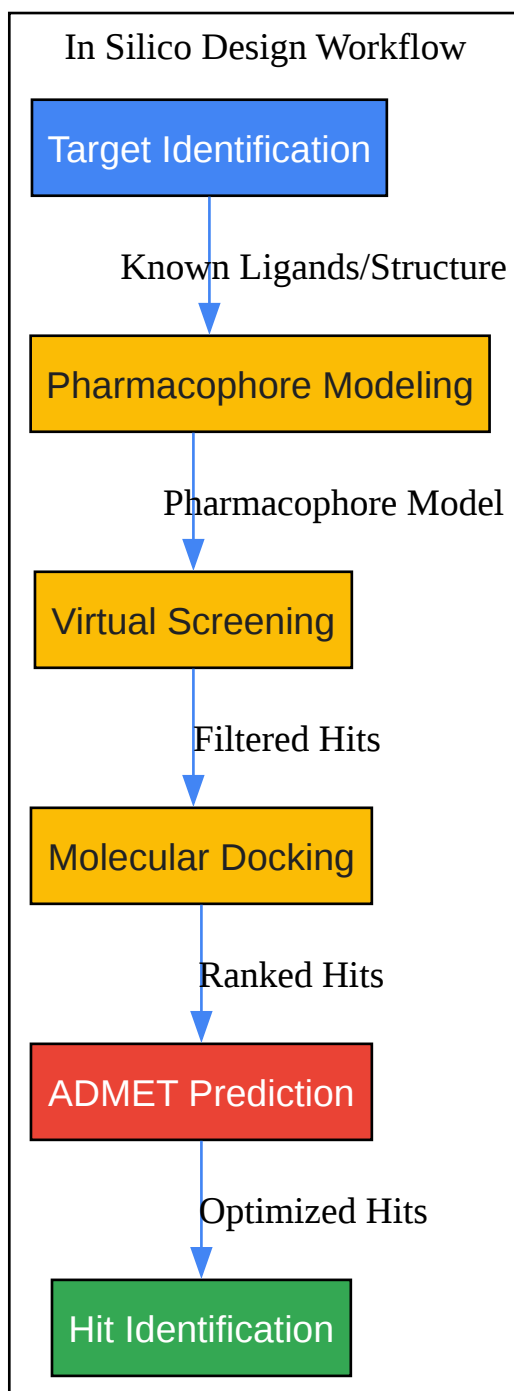 In Silico Design Workflow
Target Identification
Known Ligands/Structure
Pharmacophore Modeling
Pharmacophore Model
Virtual Screening
Filtered Hits
Molecular Docking
Ranked Hits
ADMET Prediction
Optimized Hits
Hit Identification